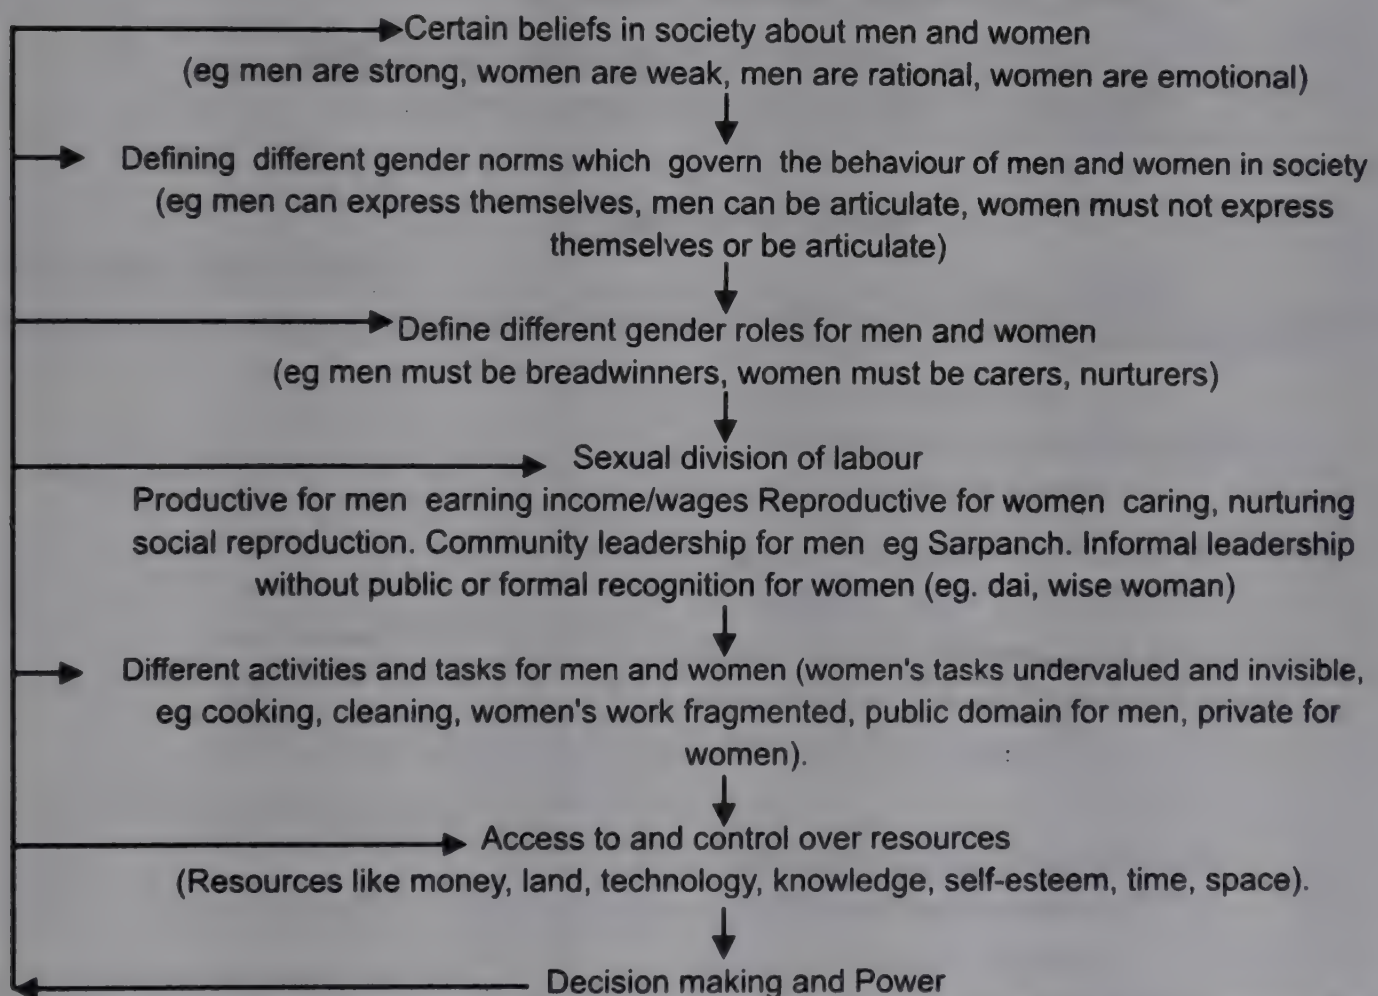 Certain beliefs in society about men and women
(eg men are strong, women are weak, men are rational, women are emotional)
Defining different gender norms which govern the behaviour of men and women in society
(eg men can express themselves, men can be articulate, women must not express
themselves or be articulate)
Define different gender roles for men and women
(eg men must be breadwinners, women must be carers, nurturers)
Sexual division of labour
Productive for men earning income/wages Reproductive for women caring, nurturing
social reproduction. Community leadership for men eg Sarpanch. Informal leadership
without public or formal recognition for women (eg. dai, wise woman)
Different activities and tasks for men and women (women's tasks undervalued and invisible,
eg cooking, cleaning, women's work fragmented, public domain for men, private for
women).
Access to and control over resources
(Resources like money, land, technology, knowledge, self-esteem, time, space).
Decision making and Power